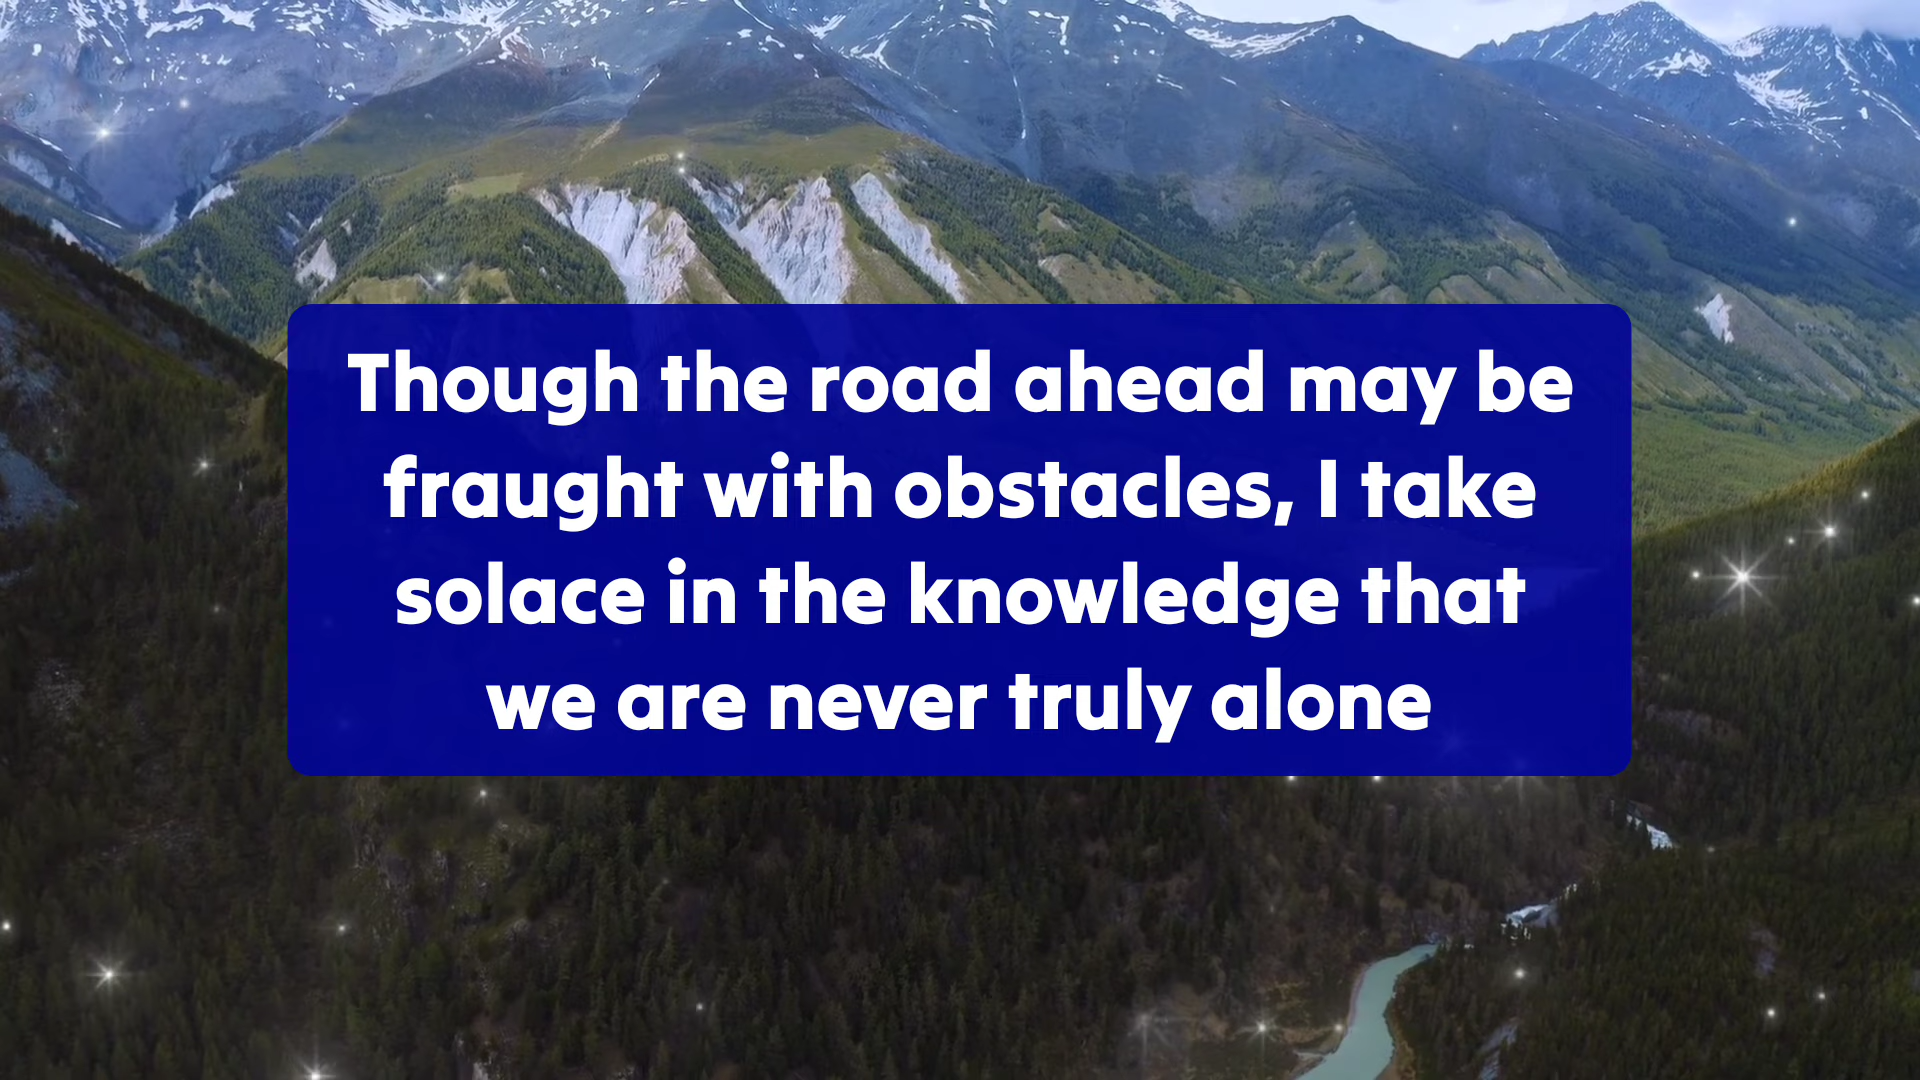 Though the road ahead may be
fraught with obstacles, I take
solace in the knowledge that
we are never truly alone